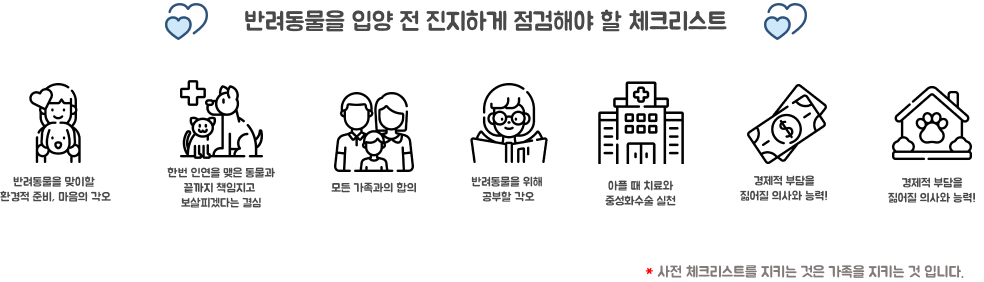 반려동물을 입양 전 진지하게 점검해야 할 체크리스트
반려동물을 맞이할
환경적 준비, 마음의 각오
한번 인연을 맺은 동물과
끝까지 책임지고
보살피겠다는 결심
모든 가족과의 합의
반려동물을 위해
공부할 각오
아플 때 치료와
중성화수술 실천
경제적 부담을
짊어질 의사와 능력!
경제적 부담을
짊어질 의사와 능력!
* 사전 체크리스트를 지키는 것은 가족을 지키는 것 입니다.